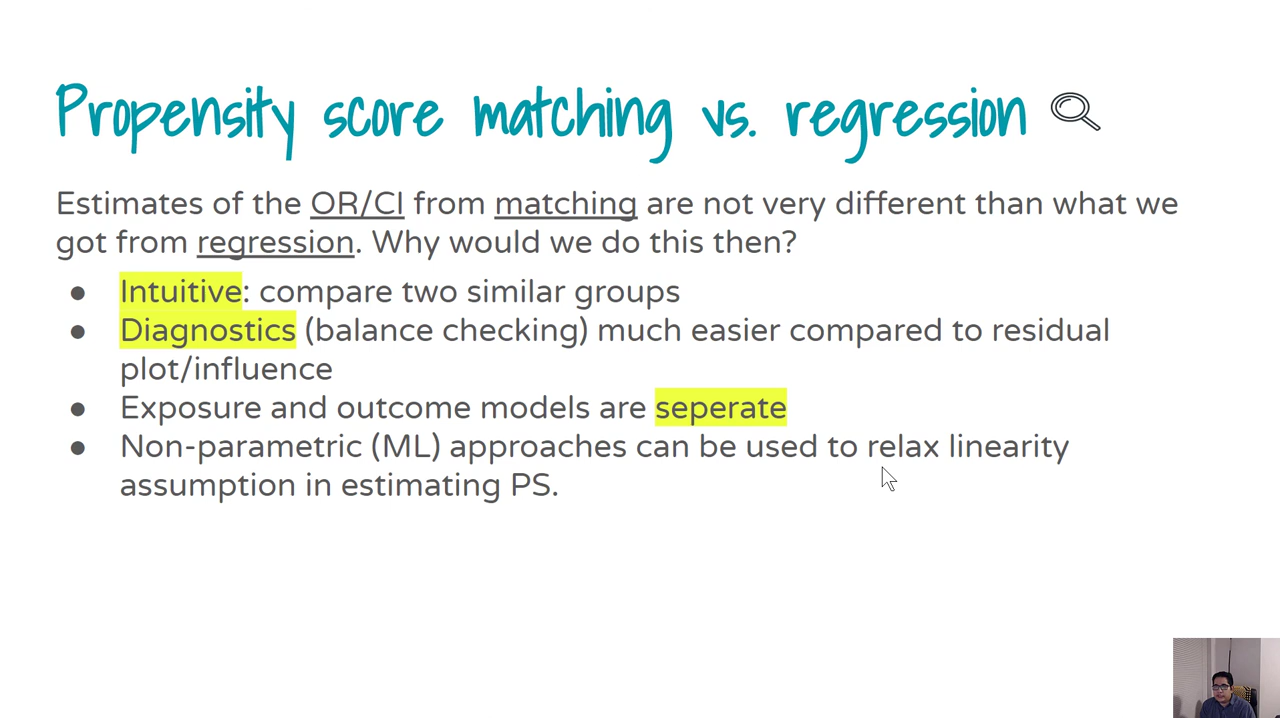 Propensity score matching vs. regression
Estimates of the OR/CI from matching are not very different than what we
got from regression. Why would we do this then?
● Intuitive: compare two similar groups
● Diagnostics (balance checking) much easier compared to residual
plot/influence
● Exposure and outcome models are seperate
● Non-parametric (ML) approaches can be used to relax linearity
assumption in estimating PS.